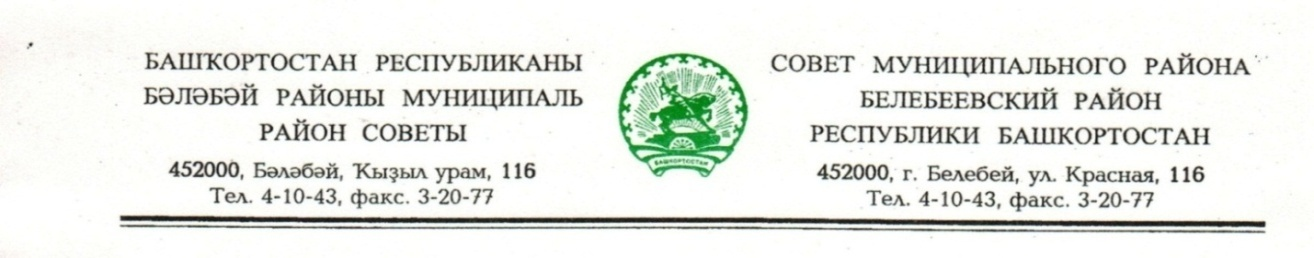 БАШҠОРТОСТАН РЕСПУБЛИКАНЫ
БӘЛӘБӘЙ РАЙОНЫ МУНИЦИПАЛЬ
РАЙОН СОВЕТЫ
452000, Бәләбәй, Ҡыҙыл урам, 116
Тел. 4-10-43, факс. 3-20-77
БАШКОРТОСТАН
СОВЕТ МУНИЦИПАЛЬНОГО РАЙОНА
БЕЛЕБЕЕВСКИЙ РАЙОН
РЕСПУБЛИКИ БАШКОРТОСТАН
452000, г. Белебей, ул. Красная, 116
Тел. 4-10-43, факс. 3-20-77